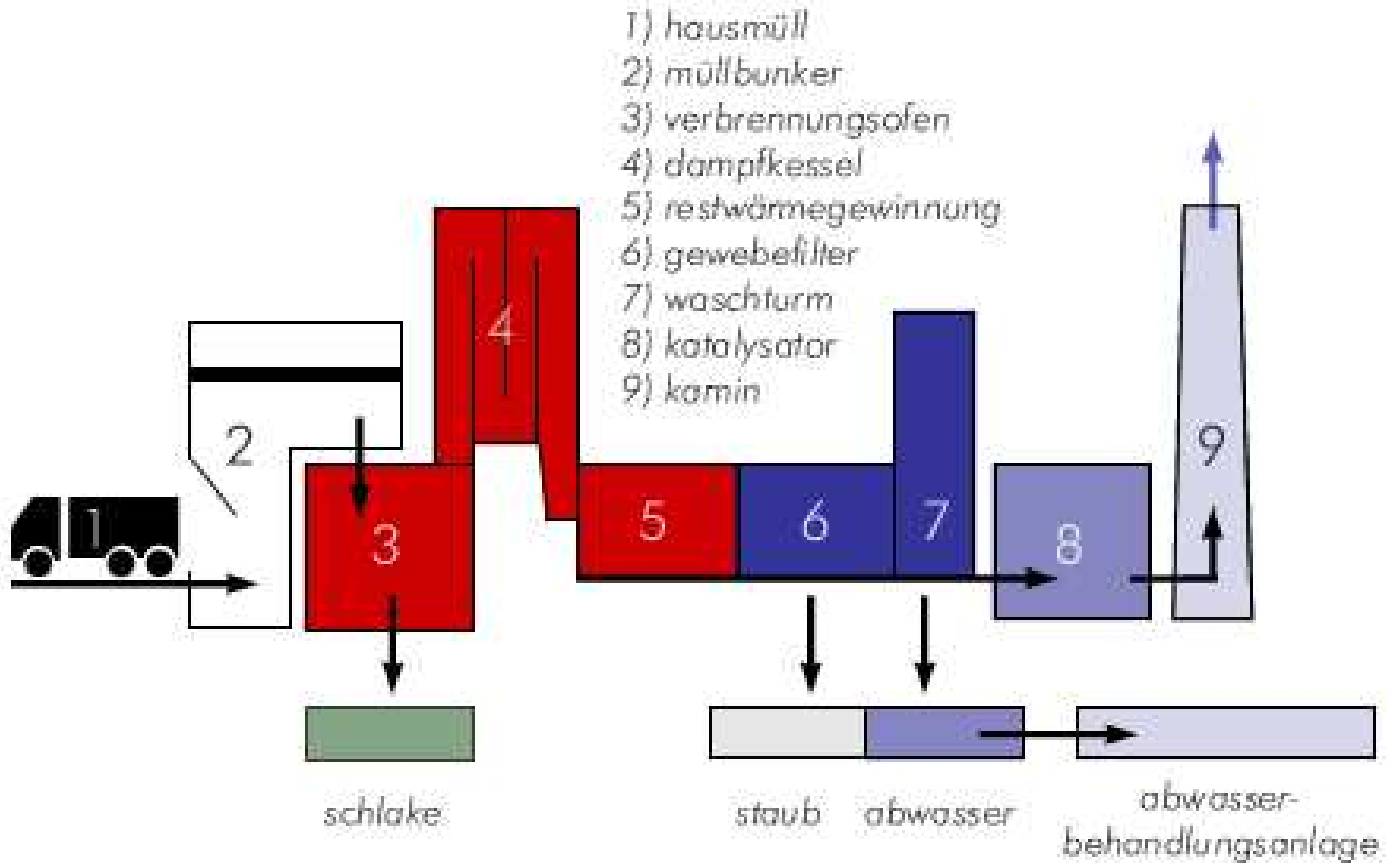 1) hausmüll
2) müllbunker
3) verbrennungsofen
4) dampfkessel
5) restwärmegewinnung
6) gewebefilter
7) waschturm
8) katalysator
9) kamin
4
2
9
1
3
5
6
7
8
schlake
staub
abwasser
abwasser-
behandlungsanlage